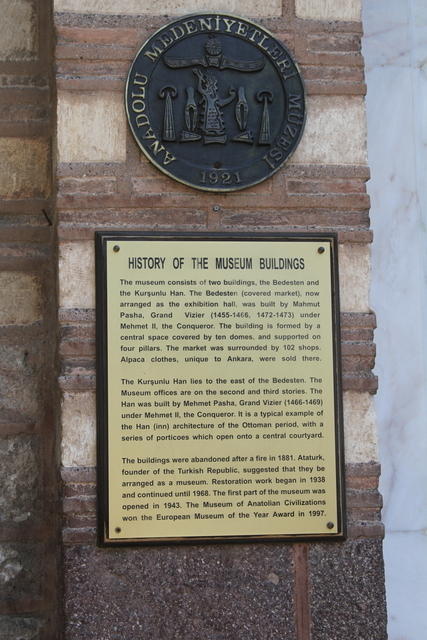 ANADOLU MEDENİYETLERİ MÜZESİ
1921
HISTORY OF THE MUSEUM BUILDINGS
The museum consists of two buildings, the Bedesten and
the Kurşunlu Han. The Bedesten (covered market), now
arranged as the exhibition hall, was built by Mahmut
Pasha, Grand Vizier (1455-1466, 1472-1473) under
Mehmet II, the Conqueror. The building is formed by a
central space covered by ten domes, and supported on
four pillars. The market was surrounded by 102 shops.
Alpaca clothes, unique to Ankara, were sold there.
The Kurşunlu Han lies to the east of the Bedesten. The
Museum offices are on the second and third stories. The
Han was built by Mehmet Pasha, Grand Vizier (1466-1469)
under Mehmet II, the Conqueror. It is a typical example of
the Han (inn) architecture of the Ottoman period, with a
series of porticoes which open onto a central courtyard.
The buildings were abandoned after a fire in 1881. Ataturk,
founder of the Turkish Republic, suggested that they be
arranged as a museum. Restoration work began in 1938
and continued until 1968. The first part of the museum was
opened in 1943. The Museum of Anatolian Civilizations
won the European Museum of the Year Award in 1997.